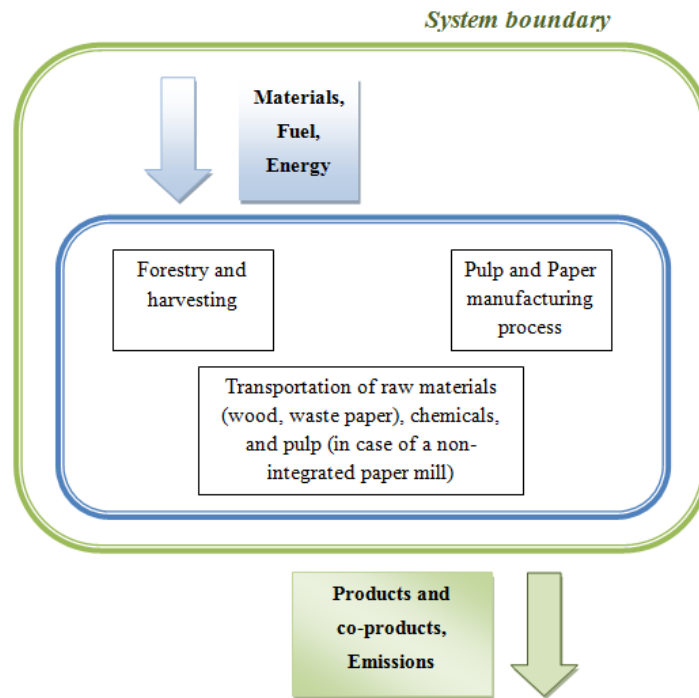 System boundary
Materials,
Fuel,
Energy
Forestry and
harvesting
Pulp and Paper
manufacturing
process
Transportation of raw materials
(wood, waste paper), chemicals,
and pulp (in case of a non-
integrated paper mill)
Products and
co-products,
Emissions